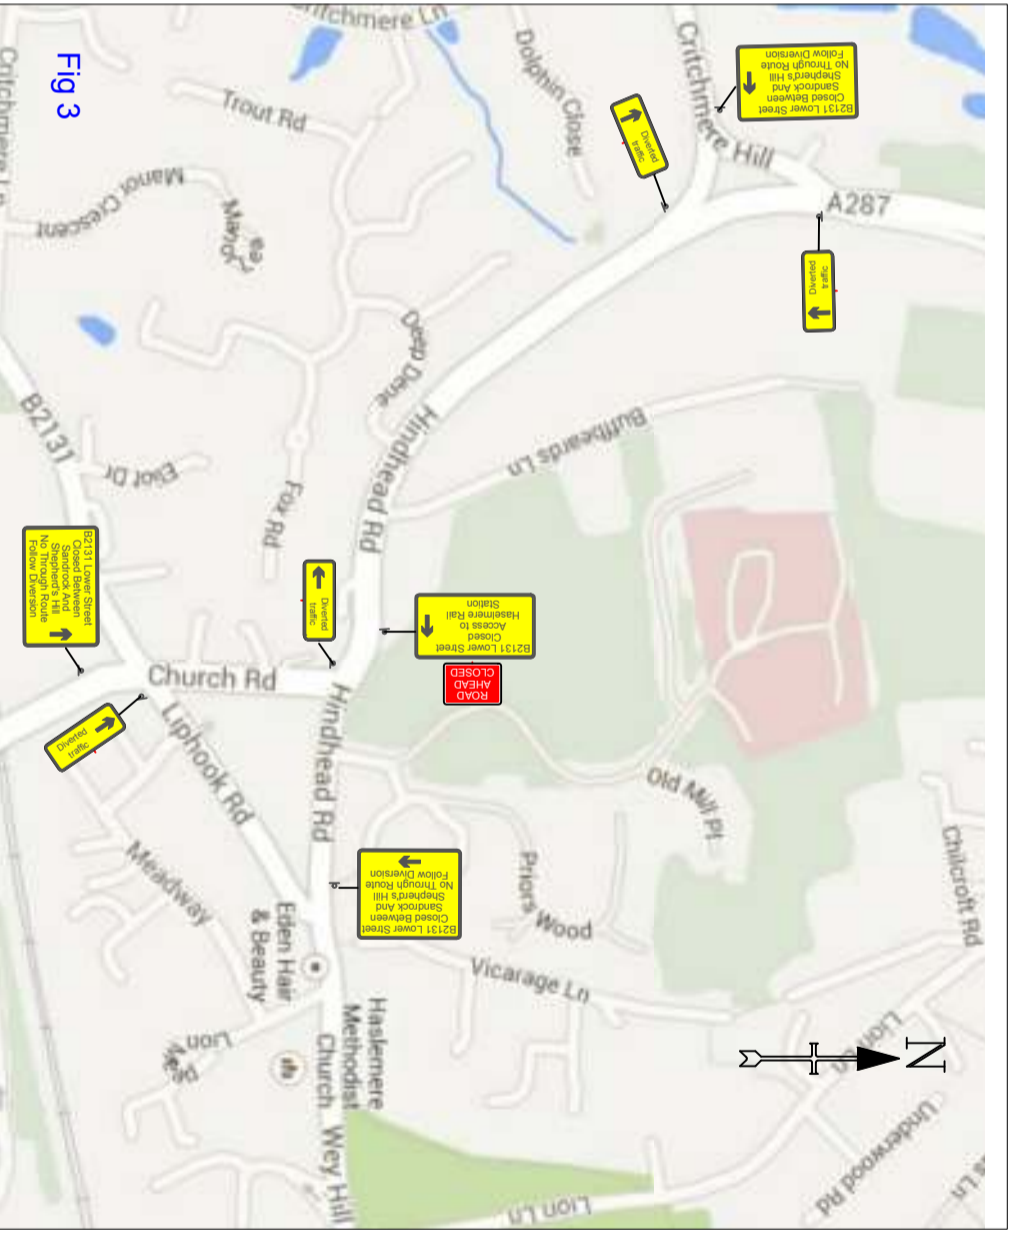 Fig 3
Critchmere Ln
Critchmere Ln
Trout Rd
Manor Crescent
Manor
Lea
Dolphin Close
Critchmere Hill
A287
B2131 Lower Street
Closed Between
Sandrock And
Shepherd's Hill
No Through Route
Follow Diversion
Diverted
traffic
Diverted
traffic
Deep Dene
Hindhead Rd
Buffbeards Ln
B2131
Eliot Dr
Fox Rd
B2131 Lower Street
Closed Between
Sandrock And
Shepherd's Hill
No Through Route
Follow Diversion
Diverted
traffic
B2131 Lower Street
Closed
Access to
Haselmere Rail
Station
ROAD
AHEAD
CLOSED
Church Rd
Diverted
traffic
Liphook Rd
Hindhead Rd
Old Mill Pl
B2131 Lower Street
Closed Between
Sandrock And
Shepherd's Hill
No Through Route
Follow Diversion
Meadway
Eden Hair
& Beauty
Priors Wood
Chilcroft Rd
Vicarage Ln
Lion
Mead
Haslemere
Methodist
Church
Wey Hill
Lion Ln
Lion Ln
Underwood Rd
s Ln
N